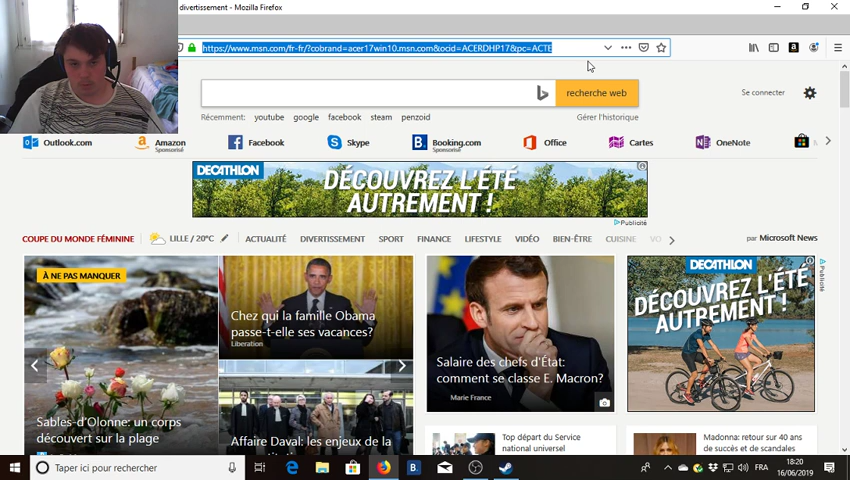 divertissement - Mozilla Firefox
https://www.msn.com/fr-fr/?cobrand=acer17win10.msn.com&ocid=ACERDHP17&pc=ACTE
recherche web
Se connecter
Récemment: youtube google facebook steam penzoid
Gérer l'historique
Outlook.com
Amazon
Sponsorisé
Facebook
Skype
Booking.com
Sponsorisé
Office
Cartes
OneNote
DECATHLON
DÉCOUVREZ L'ÉTÉ
AUTREMENT !
Publicité
COUPE DU MONDE FÉMININE
LILLE / 20°C
ACTUALITÉ DIVERTISSEMENT SPORT FINANCE LIFESTYLE VIDÉO BIEN-ÊTRE CUISINE VO
par Microsoft News
À NE PAS MANQUER
Sables-d'Olonne: un corps
découvert sur la plage
Chez qui la famille Obama
passe-t-elle ses vacances?
Liberation
Affaire Daval: les enjeux de la
Salaire des chefs d'État:
comment se classe E. Macron?
Marie France
DECATHLON
DÉCOUVREZ L'ÉTÉ
AUTREMENT !
Publicité
Top départ du Service
national universel
Madonna: retour sur 40 ans
de succès et de scandales
Taper ici pour rechercher
FRA
18:20
16/06/2019